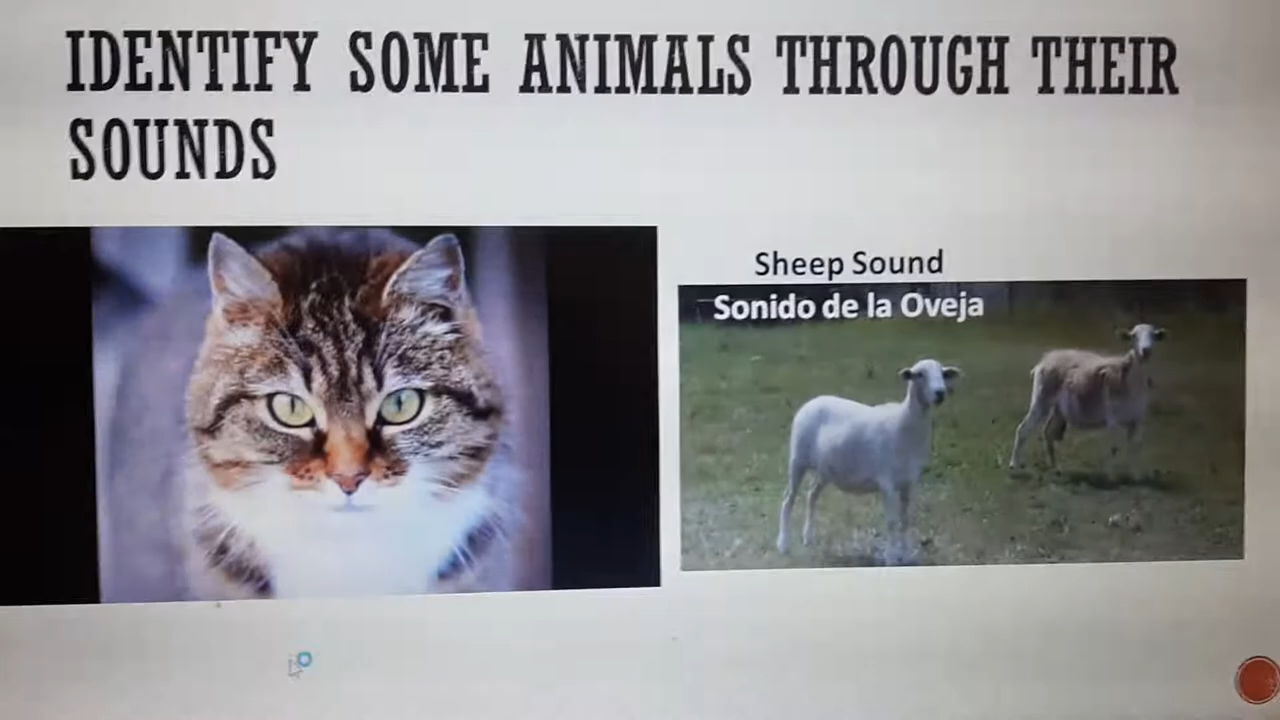 IDENTIFY SOME ANIMALS THROUGH THEIR
SOUNDS
Sheep Sound
Sonido de la Oveja